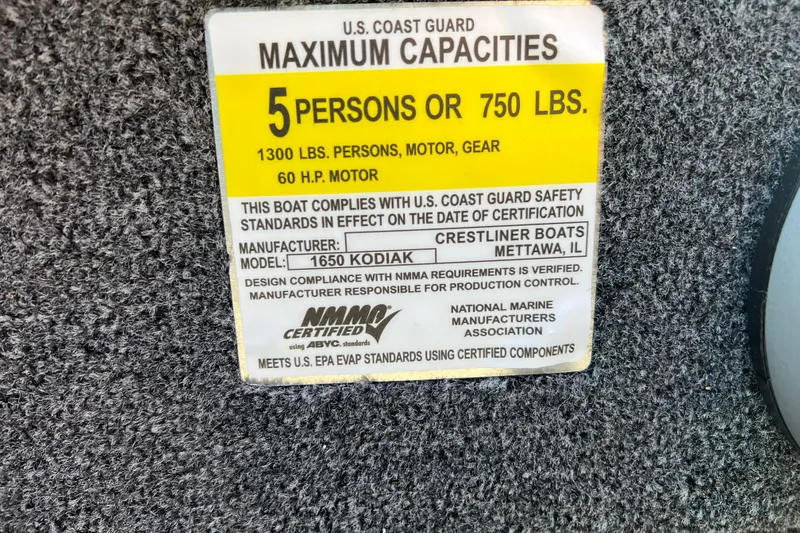 U.S. COAST GUARD
MAXIMUM CAPACITIES
5 PERSONS OR 750 LBS.
1300 LBS. PERSONS, MOTOR, GEAR
60 H.P. MOTOR
THIS BOAT COMPLIES WITH U.S. COAST GUARD SAFETY
STANDARDS IN EFFECT ON THE DATE OF CERTIFICATION
MANUFACTURER: CRESTLINER BOATS
METTAWA, IL
MODEL: 1650 KODIAK
DESIGN COMPLIANCE WITH NMMA REQUIREMENTS IS VERIFIED.
MANUFACTURER RESPONSIBLE FOR PRODUCTION CONTROL.
NMMA®
CERTIFIED
using ABYC. standards
NATIONAL MARINE
MANUFACTURERS
ASSOCIATION
MEETS U.S. EPA EVAP STANDARDS USING CERTIFIED COMPONENTS